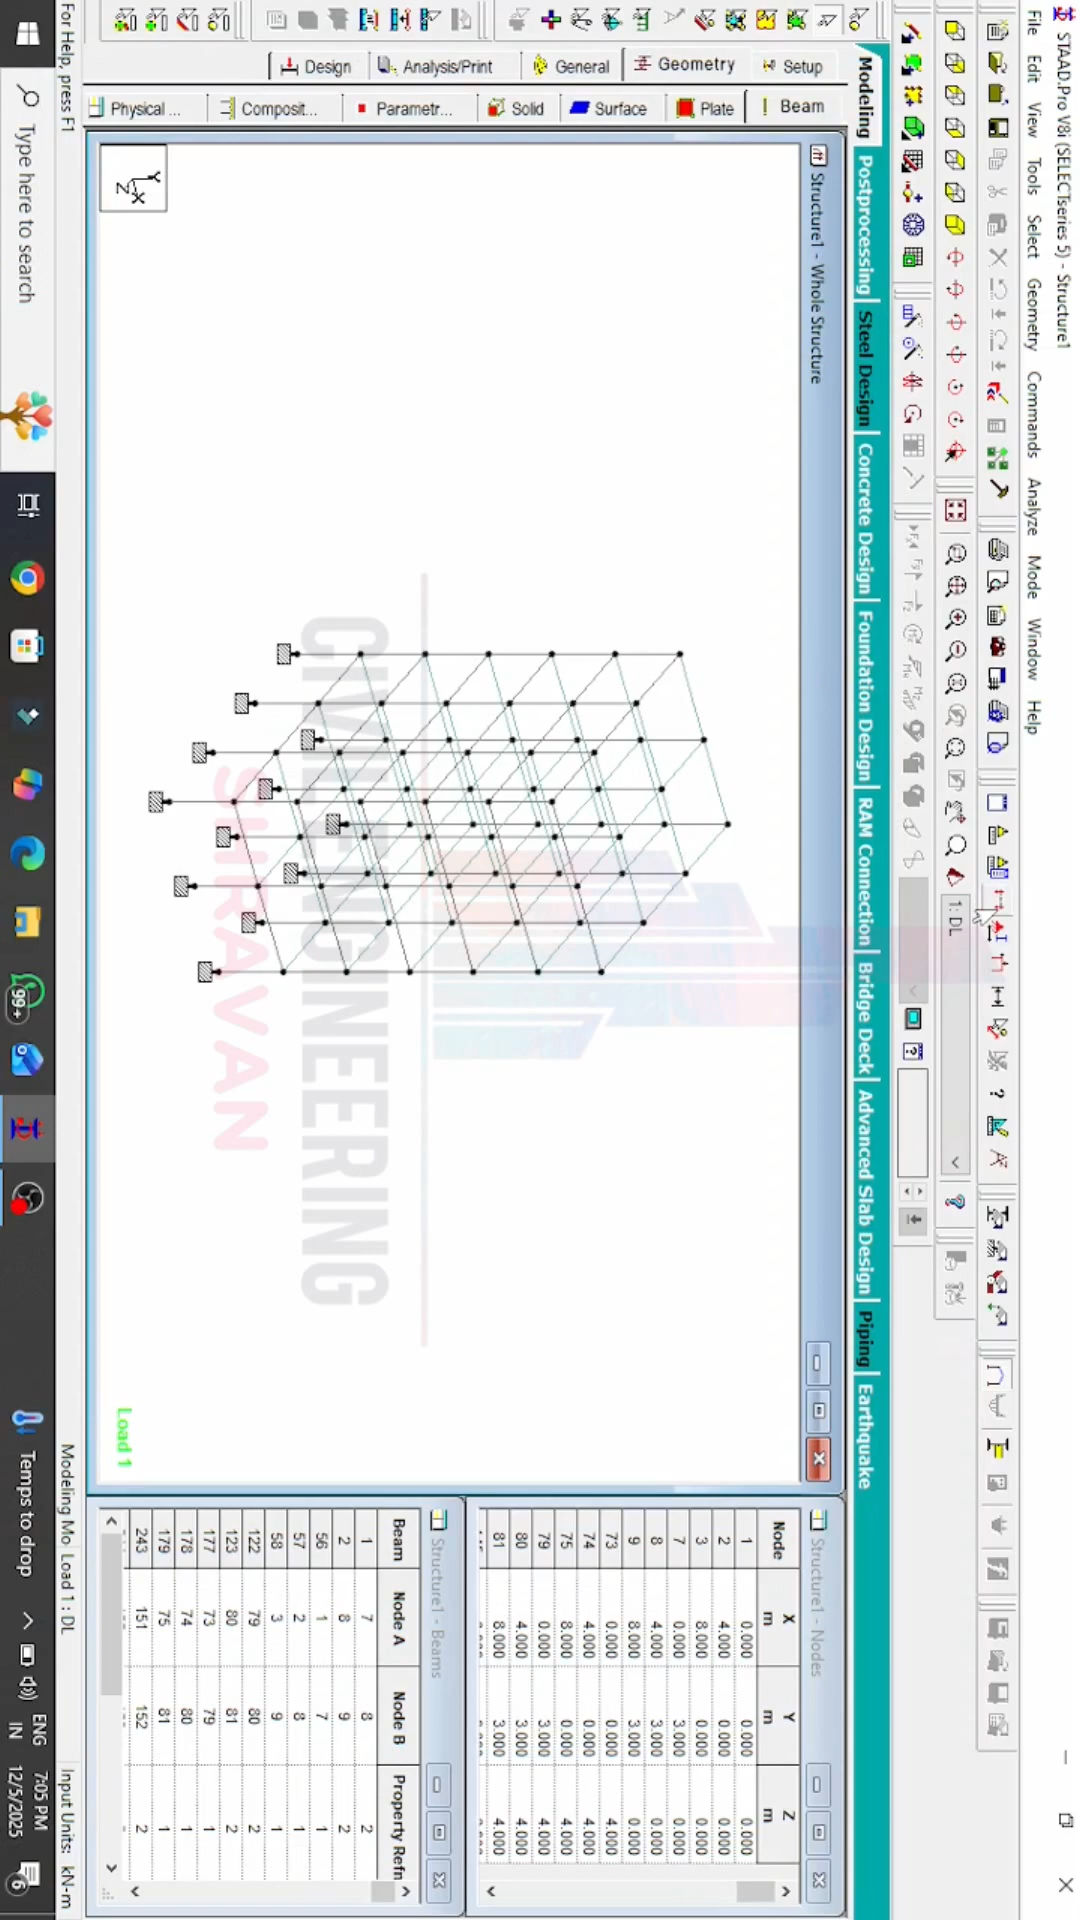 STAAD.Pro V8i (SELECTseries 5) - Structure1
File Edit View Tools Select Geometry Commands Analyze Mode Window Help
1: DL
Modeling Postprocessing Steel Design Concrete Design Foundation Design RAM Connection Bridge Deck Advanced Slab Design Piping Earthquake
Setup
Geometry
General
Analysis/Print
Design
Beam
Plate
Surface
Solid
Parametr...
Composit...
Physical ...
Structure1 - Whole Structure
Y
X
Z
CIVIL ENGINEERING
SHRAVAN
Load 1
Structure1 - Nodes
Node X m Y m Z m
1 0.000 0.000 0.000
2 4.000 0.000 0.000
3 8.000 0.000 0.000
7 0.000 3.000 0.000
8 4.000 3.000 0.000
9 8.000 3.000 0.000
73 0.000 0.000 4.000
74 4.000 0.000 4.000
75 8.000 0.000 4.000
79 0.000 3.000 4.000
80 4.000 3.000 4.000
81 8.000 3.000 4.000
Structure1 - Beams
Beam Node A Node B Property Refn
1 7 8 2
2 8 9 2
56 1 7 1
57 2 8 1
58 3 9 1
122 79 80 2
123 80 81 2
177 73 79 1
178 74 80 1
179 75 81 1
243 151 152 2
For Help, press F1
Modeling Mo Load 1 : DL
Input Units: kN-m
Type here to search
99+
Temps to drop
ENG
IN
7:05 PM
12/5/2025
6